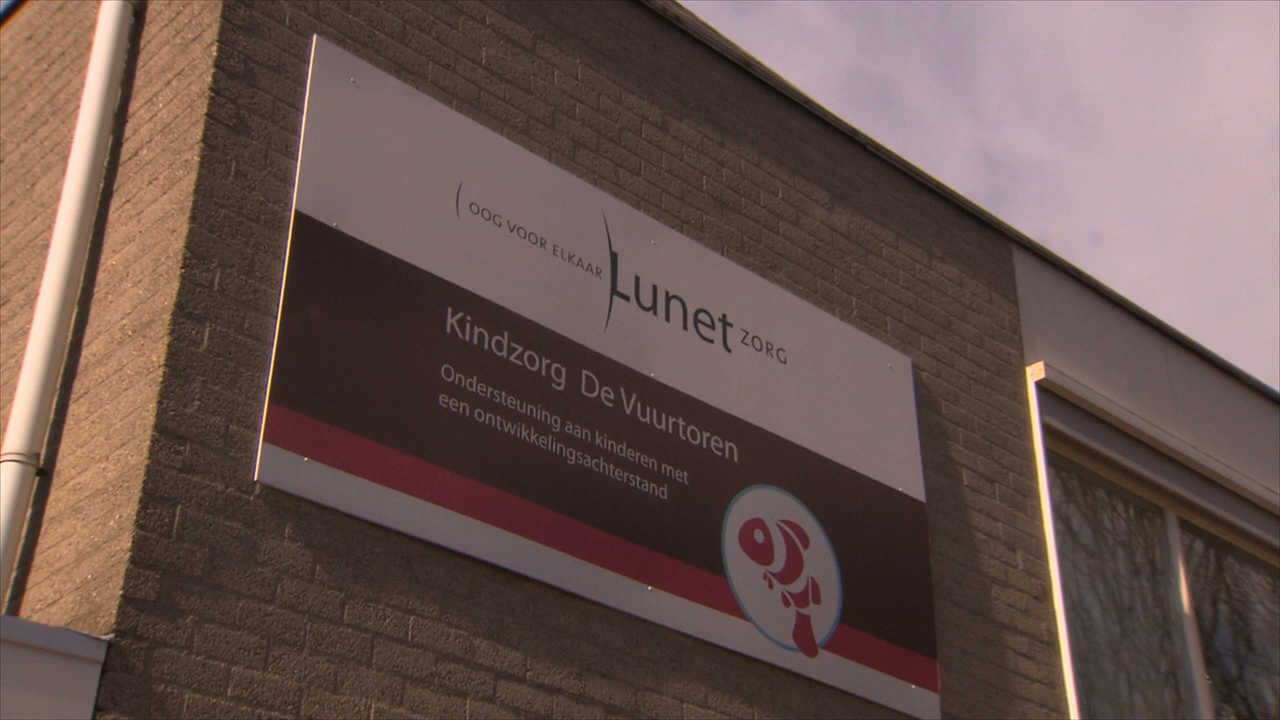 OOG VOOR ELKAAR
Lunet ZORG
Kindzorg De Vuurtoren
Ondersteuning aan kinderen met
een ontwikkelingsachterstand